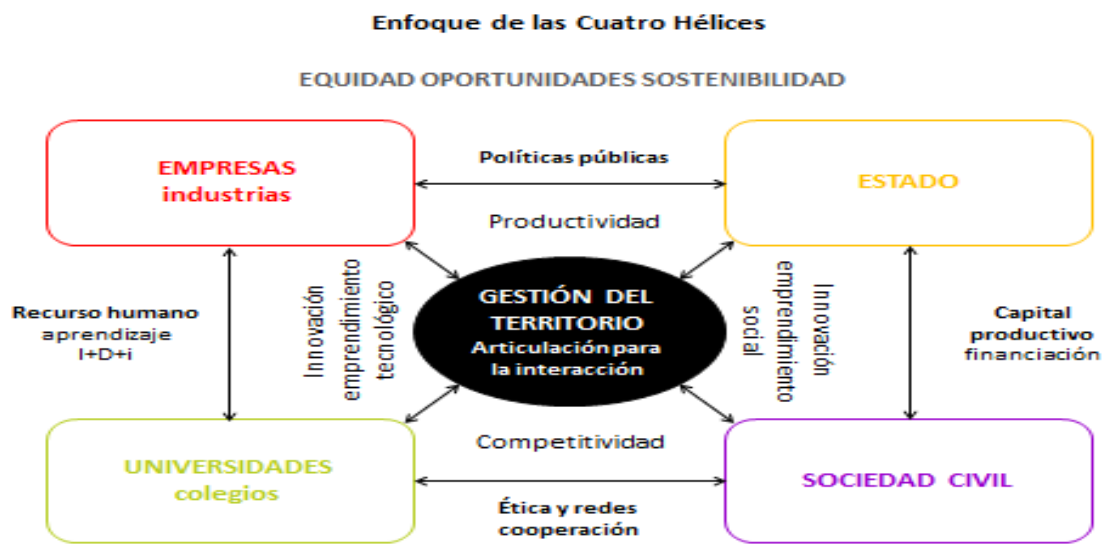 Enfoque de las Cuatro Hélices
EQUIDAD OPORTUNIDADES SOSTENIBILIDAD
EMPRESAS
industrias
Políticas públicas
ESTADO
Productividad
Recurso humano
aprendizaje
I+D+i
Innovación
emprendimiento
tecnológico
GESTIÓN DEL
TERRITORIO
Articulación para
la interacción
Innovación
emprendimiento
social
Capital
productivo
financiación
UNIVERSIDADES
colegios
Competitividad
Ética y redes
cooperación
SOCIEDAD CIVIL